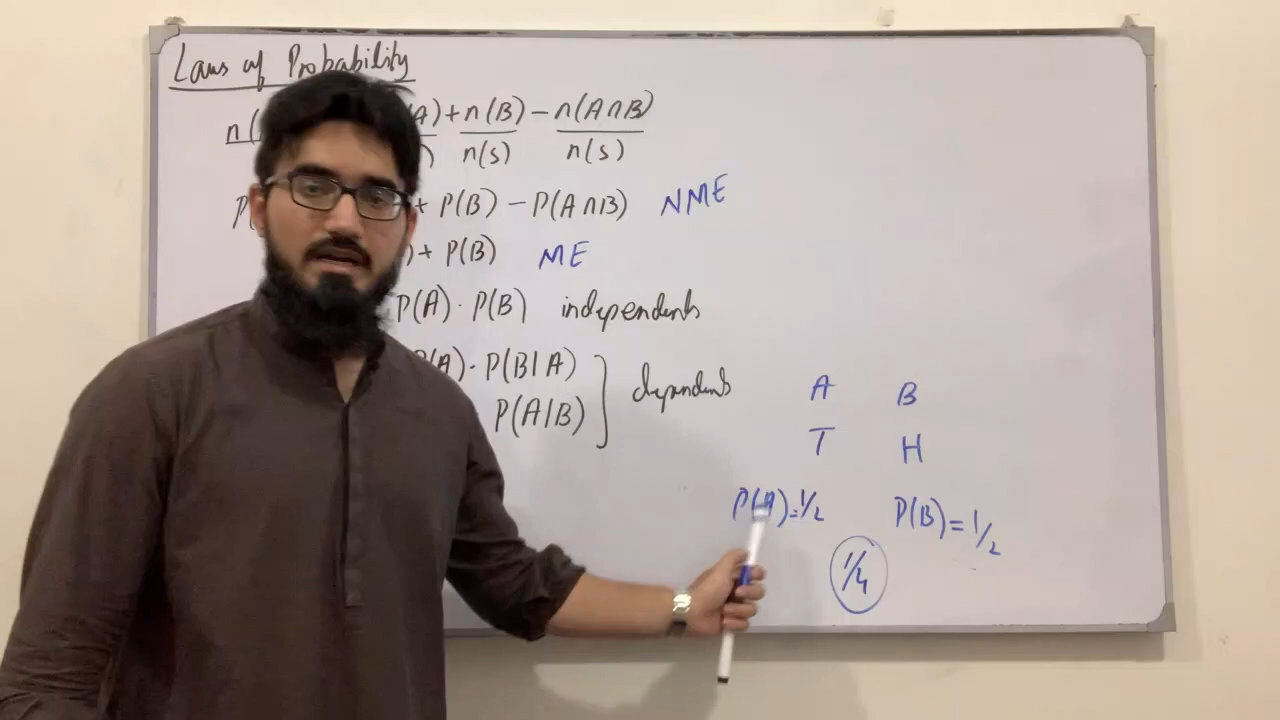 Laws of Probability
n( A) + n(B) − n(A∩B)
) n(s) n(s)
P( + P(B) − P(A∩B) NME
) + P(B) ME
P(A) · P(B) independents
P(A) · P(B|A)
P(A|B) dependents
A B
T H
P(A) = 1/2 P(B) = 1/2
1/4